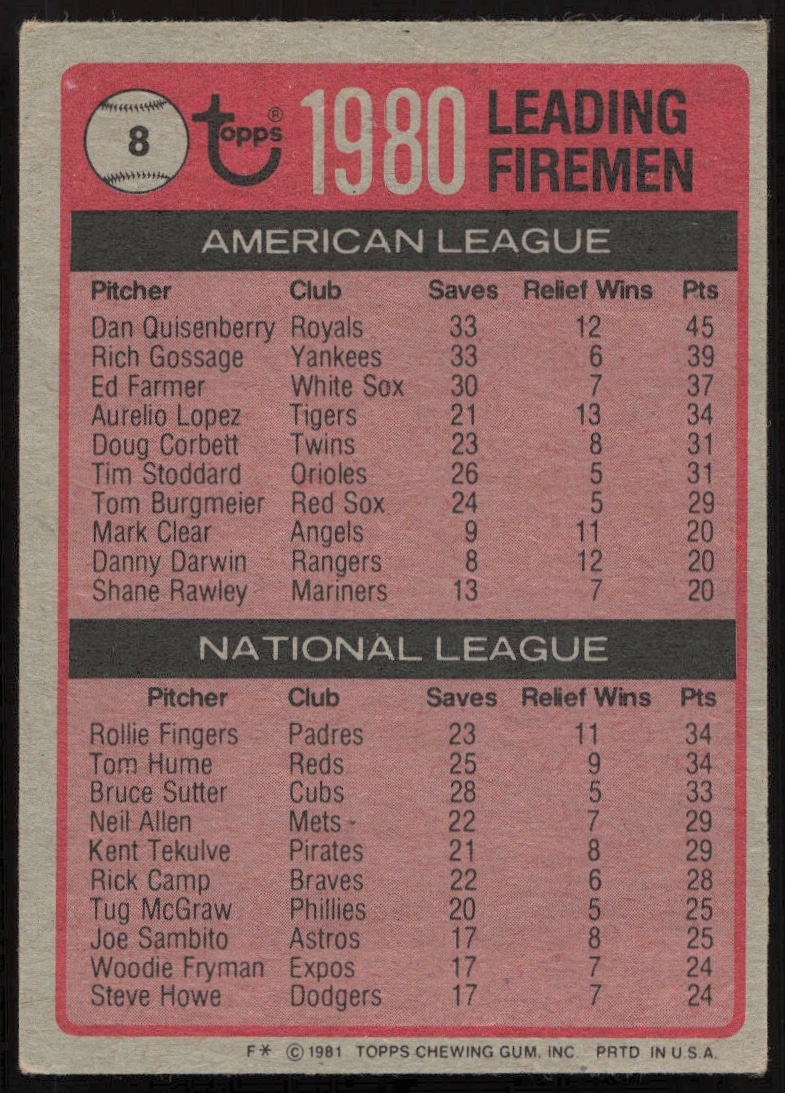 8 Topps® 1980 LEADING FIREMEN
AMERICAN LEAGUE
Pitcher Club Saves Relief Wins Pts
Dan Quisenberry Royals 33 12 45
Rich Gossage Yankees 33 6 39
Ed Farmer White Sox 30 7 37
Aurelio Lopez Tigers 21 13 34
Doug Corbett Twins 23 8 31
Tim Stoddard Orioles 26 5 31
Tom Burgmeier Red Sox 24 5 29
Mark Clear Angels 9 11 20
Danny Darwin Rangers 8 12 20
Shane Rawley Mariners 13 7 20
NATIONAL LEAGUE
Pitcher Club Saves Relief Wins Pts
Rollie Fingers Padres 23 11 34
Tom Hume Reds 25 9 34
Bruce Sutter Cubs 28 5 33
Neil Allen Mets 22 7 29
Kent Tekulve Pirates 21 8 29
Rick Camp Braves 22 6 28
Tug McGraw Phillies 20 5 25
Joe Sambito Astros 17 8 25
Woodie Fryman Expos 17 7 24
Steve Howe Dodgers 17 7 24
F* © 1981 TOPPS CHEWING GUM, INC. PRTD IN U.S.A.